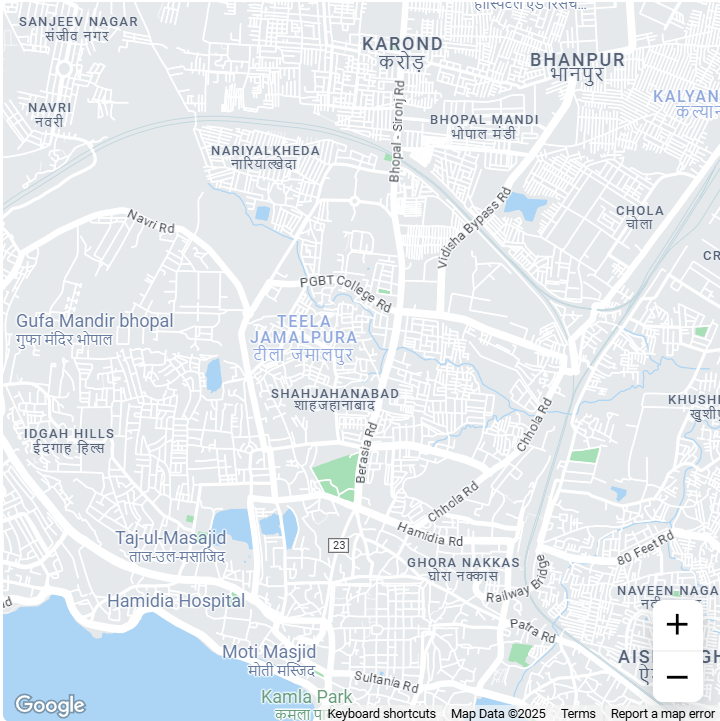 हॉस्पिटल एंड रिसर्च...
SANJEEV NAGAR
संजीव नगर
KAROND
करोड़
BHANPUR
भानपुर
NAVRI
नवरी
KALYAN
कल्यान
BHOPAL MANDI
भोपाल मंडी
Bhopal - Sironj Rd
NARIYALKHEDA
नारियालखेदा
CHOLA
चोला
Navri Rd
Vidisha Bypass Rd
CR
PGBT College Rd
Gufa Mandir bhopal
गुफा मंदिर भोपाल
TEELA
JAMALPURA
टीला जमालपुर
SHAHJAHANABAD
शाहजहानाबाद
KHUSHI
खुशीपु
IDGAH HILLS
ईदगाह हिल्स
Berasia Rd
Chhola Rd
Chhola Rd
Taj-ul-Masajid
ताज-उल-मसाजिद
Hamidia Rd
23
80 Feet Rd
GHORA NAKKAS
घोरा नक्कास
Railway Bridge
NAVEEN NAGA
Hamidia Hospital
Patra Rd
Moti Masjid
मोती मस्जिद
Sultania Rd
Kamla Park
Google
Keyboard shortcuts
Map Data ©2025
Terms
Report a map error